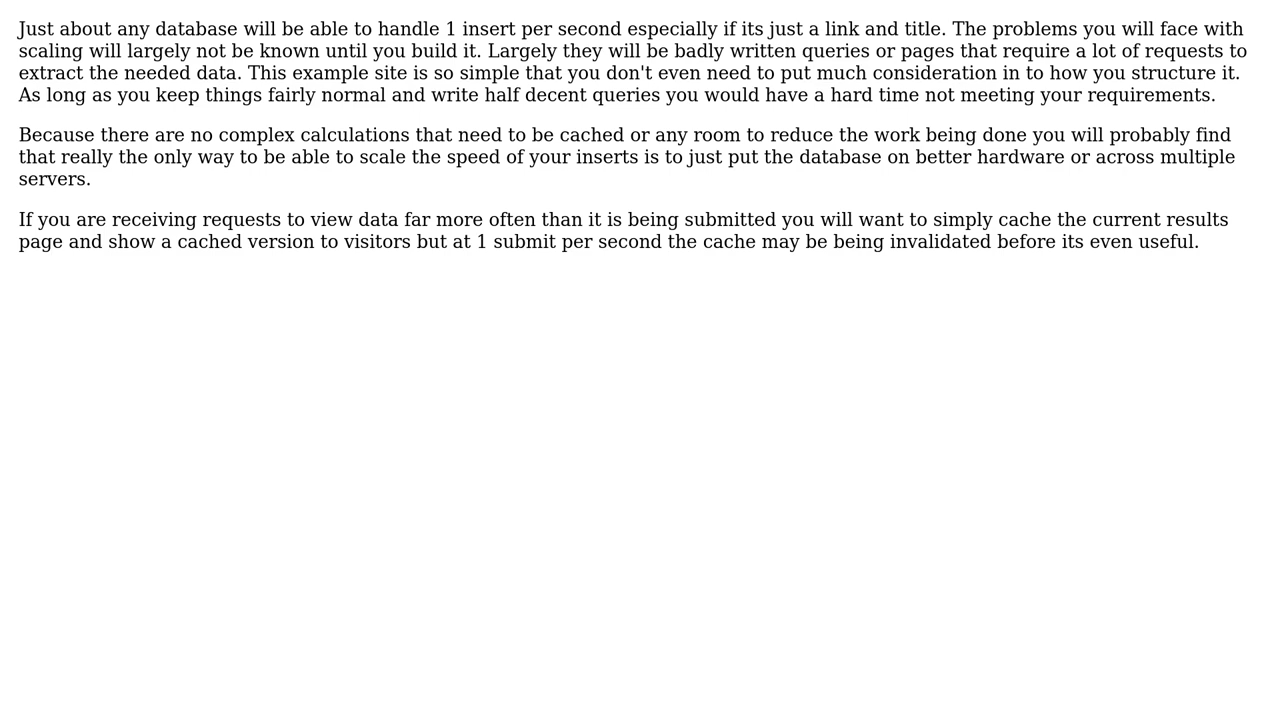 Just about any database will be able to handle 1 insert per second especially if its just a link and title. The problems you will face with
scaling will largely not be known until you build it. Largely they will be badly written queries or pages that require a lot of requests to
extract the needed data. This example site is so simple that you don't even need to put much consideration in to how you structure it.
As long as you keep things fairly normal and write half decent queries you would have a hard time not meeting your requirements.
Because there are no complex calculations that need to be cached or any room to reduce the work being done you will probably find
that really the only way to be able to scale the speed of your inserts is to just put the database on better hardware or across multiple
servers.
If you are receiving requests to view data far more often than it is being submitted you will want to simply cache the current results
page and show a cached version to visitors but at 1 submit per second the cache may be being invalidated before its even useful.